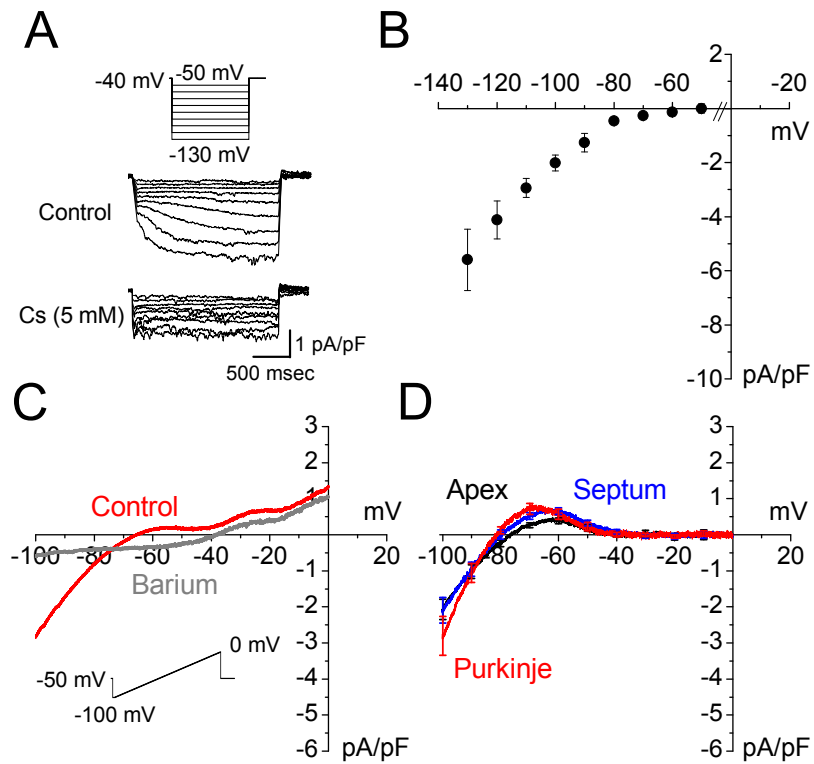 A
-40 mV
-50 mV
-130 mV
Control
Cs (5 mM)
1 pA/pF
500 msec
B
2
-140 -120 -100 -80 -60 -20
mV
-2
-4
-6
-8
-10
pA/pF
C
3
2
1
Control
mV
-100 -80 -60 -40 -20 20
Barium
-1
-2
-3
-4
-5
-6
0 mV
-50 mV
-100 mV
pA/pF
D
3
2
1
Apex
Septum
mV
-100 -80 -60 -40 -20 20
-1
-2
-3
-4
-5
-6
Purkinje
pA/pF